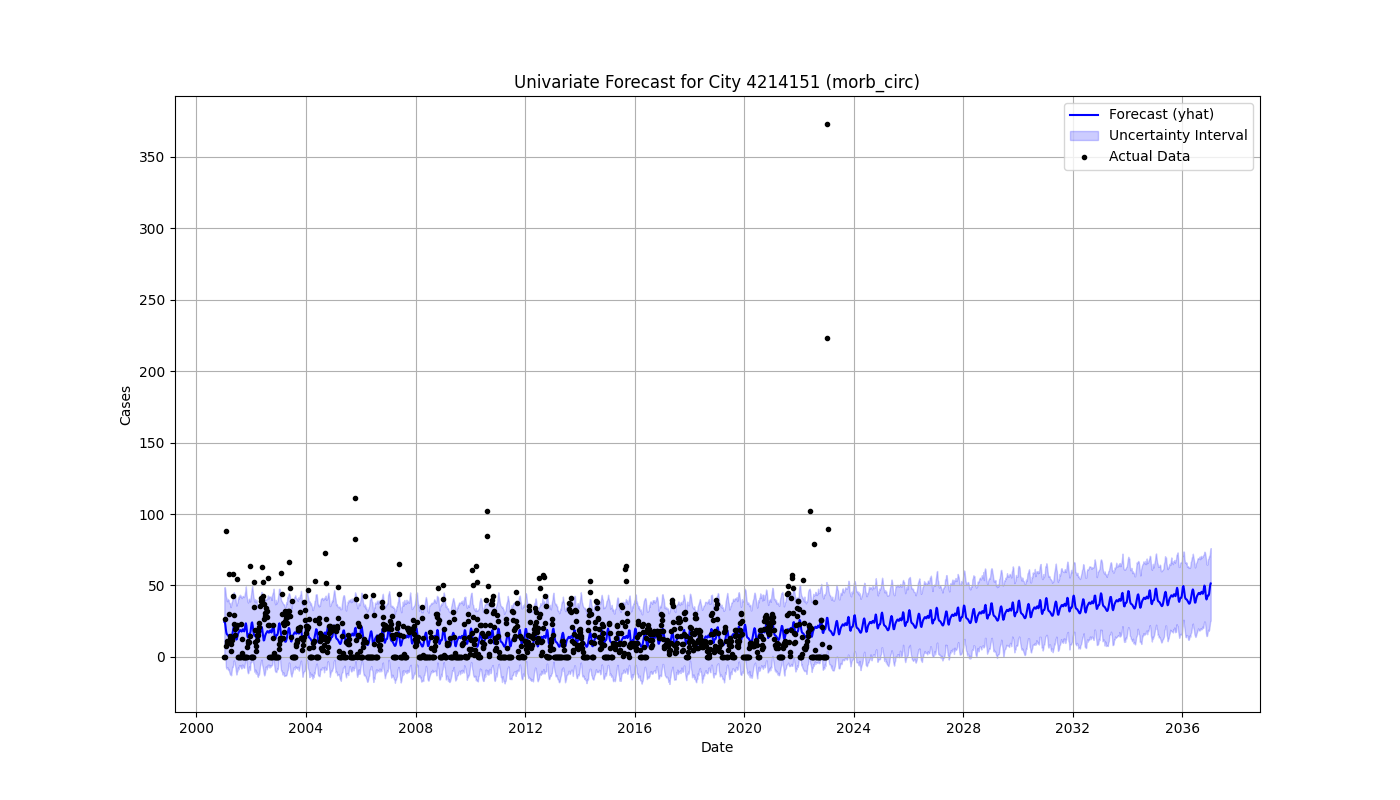 Univariate Forecast for City 4214151 (morb_circ)
Forecast (yhat)
Uncertainty Interval
Actual Data
Cases
350
300
250
200
150
100
50
0
2000 2004 2008 2012 2016 2020 2024 2028 2032 2036
Date